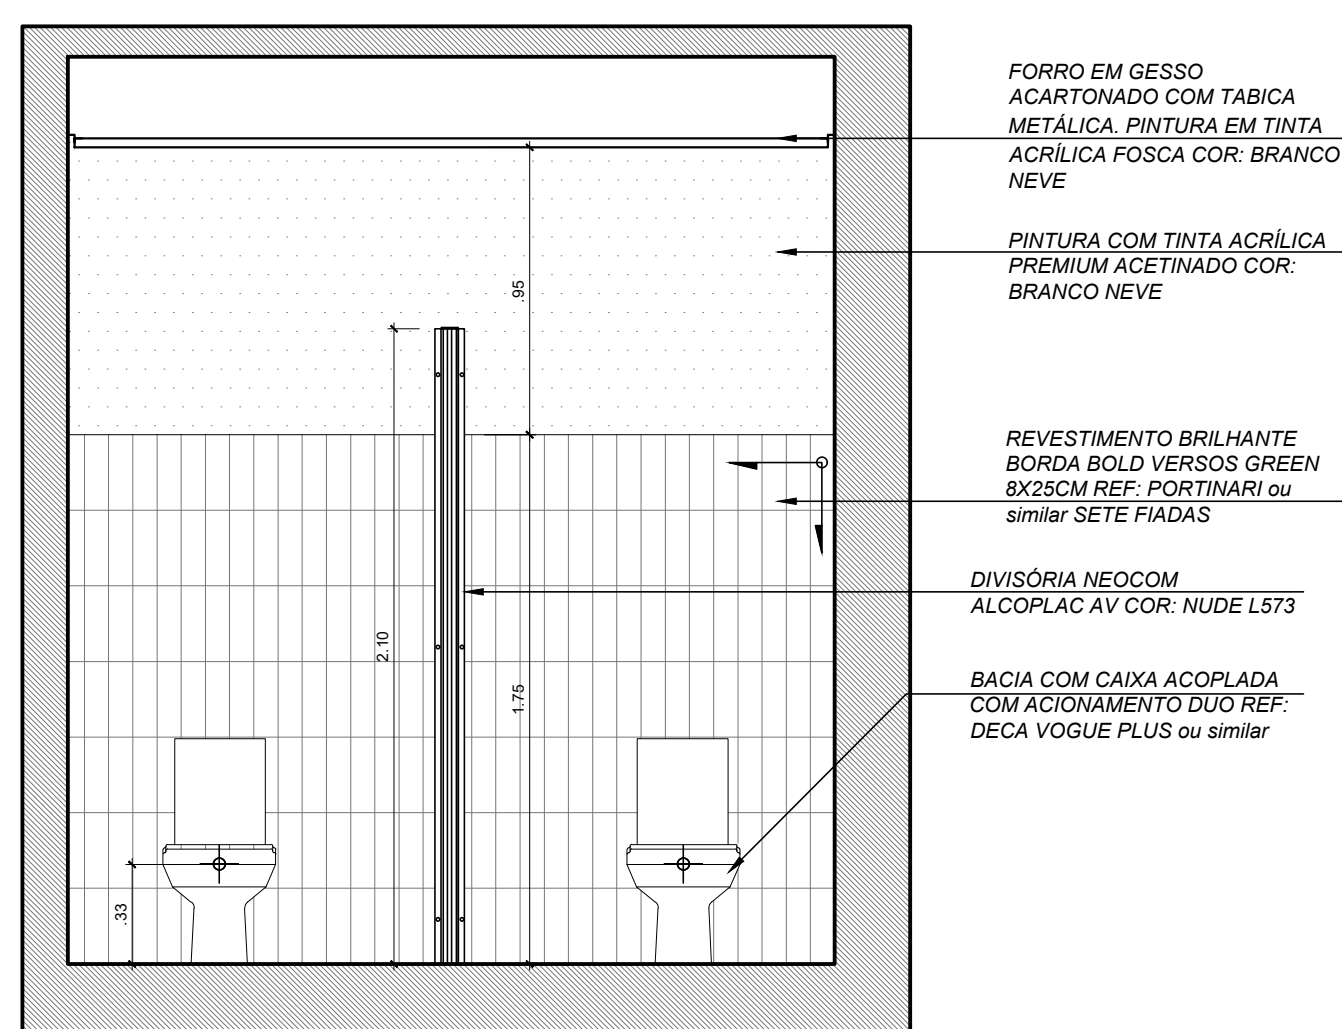 FORRO EM GESSO
ACARTONADO COM TABICA
METÁLICA. PINTURA EM TINTA
ACRÍLICA FOSCA COR: BRANCO
NEVE
PINTURA COM TINTA ACRÍLICA
PREMIUM ACETINADO COR:
BRANCO NEVE
.95
REVESTIMENTO BRILHANTE
BORDA BOLD VERSOS GREEN
8X25CM REF: PORTINARI ou
similar SETE FIADAS
DIVISÓRIA NEOCOM
ALCOPLAC AV COR: NUDE L573
2.10
1.75
BACIA COM CAIXA ACOPLADA
COM ACIONAMENTO DUO REF:
DECA VOGUE PLUS ou similar
.33